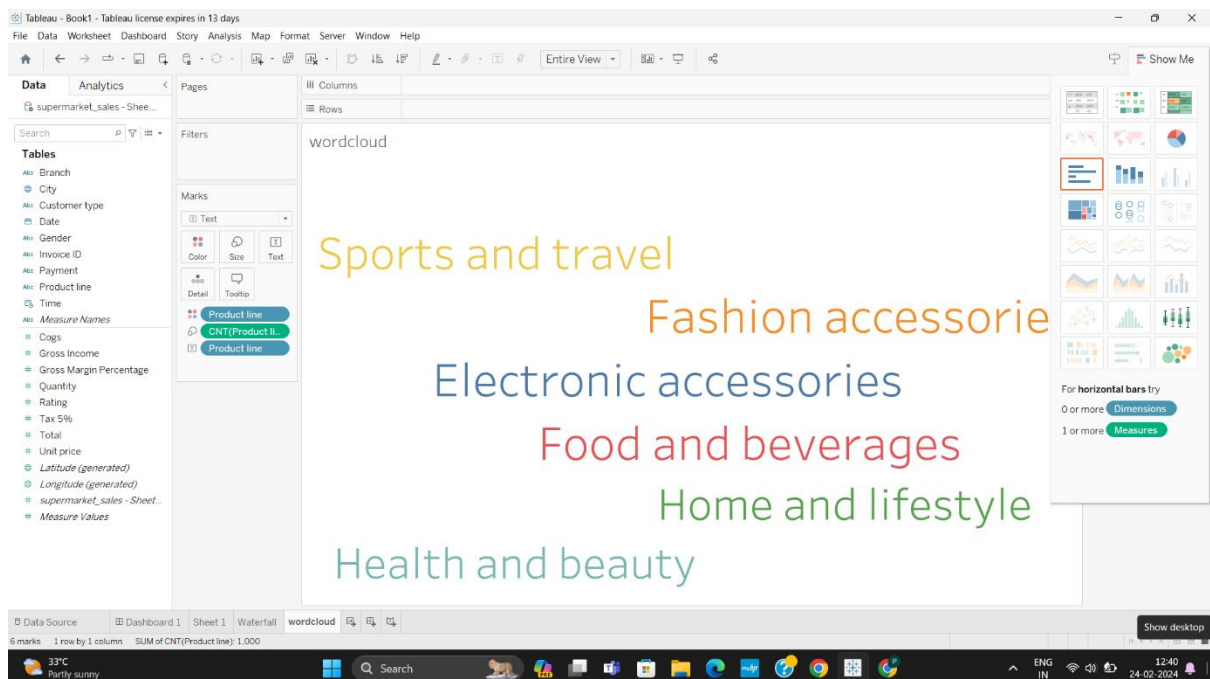 Tableau - Book1 - Tableau license expires in 13 days
File Data Worksheet Dashboard Story Analysis Map Format Server Window Help
Entire View
Show Me
Data Analytics
supermarket_sales - Shee...
Search
Tables
Abc Branch
City
Abc Customer type
Date
Abc Gender
Abc Invoice ID
Abc Payment
Abc Product line
Time
Abc Measure Names
# Cogs
# Gross Income
# Gross Margin Percentage
# Quantity
# Rating
# Tax 5%
# Total
# Unit price
Latitude (generated)
Longitude (generated)
# supermarket_sales - Sheet...
# Measure Values
Pages
Filters
Marks
Text
Color Size Text
Detail Tooltip
Product line
CNT(Product li..
Product line
Columns
Rows
wordcloud
Sports and travel
Fashion accessorie
Electronic accessories
Food and beverages
Home and lifestyle
Health and beauty
For horizontal bars try
0 or more Dimensions
1 or more Measures
Data Source Dashboard 1 Sheet 1 Waterfall wordcloud
6 marks 1 row by 1 column SUM of CNT(Product line): 1.000
Show desktop
33°C
Partly sunny
Search
ENG
IN
12:40
24-02-2024